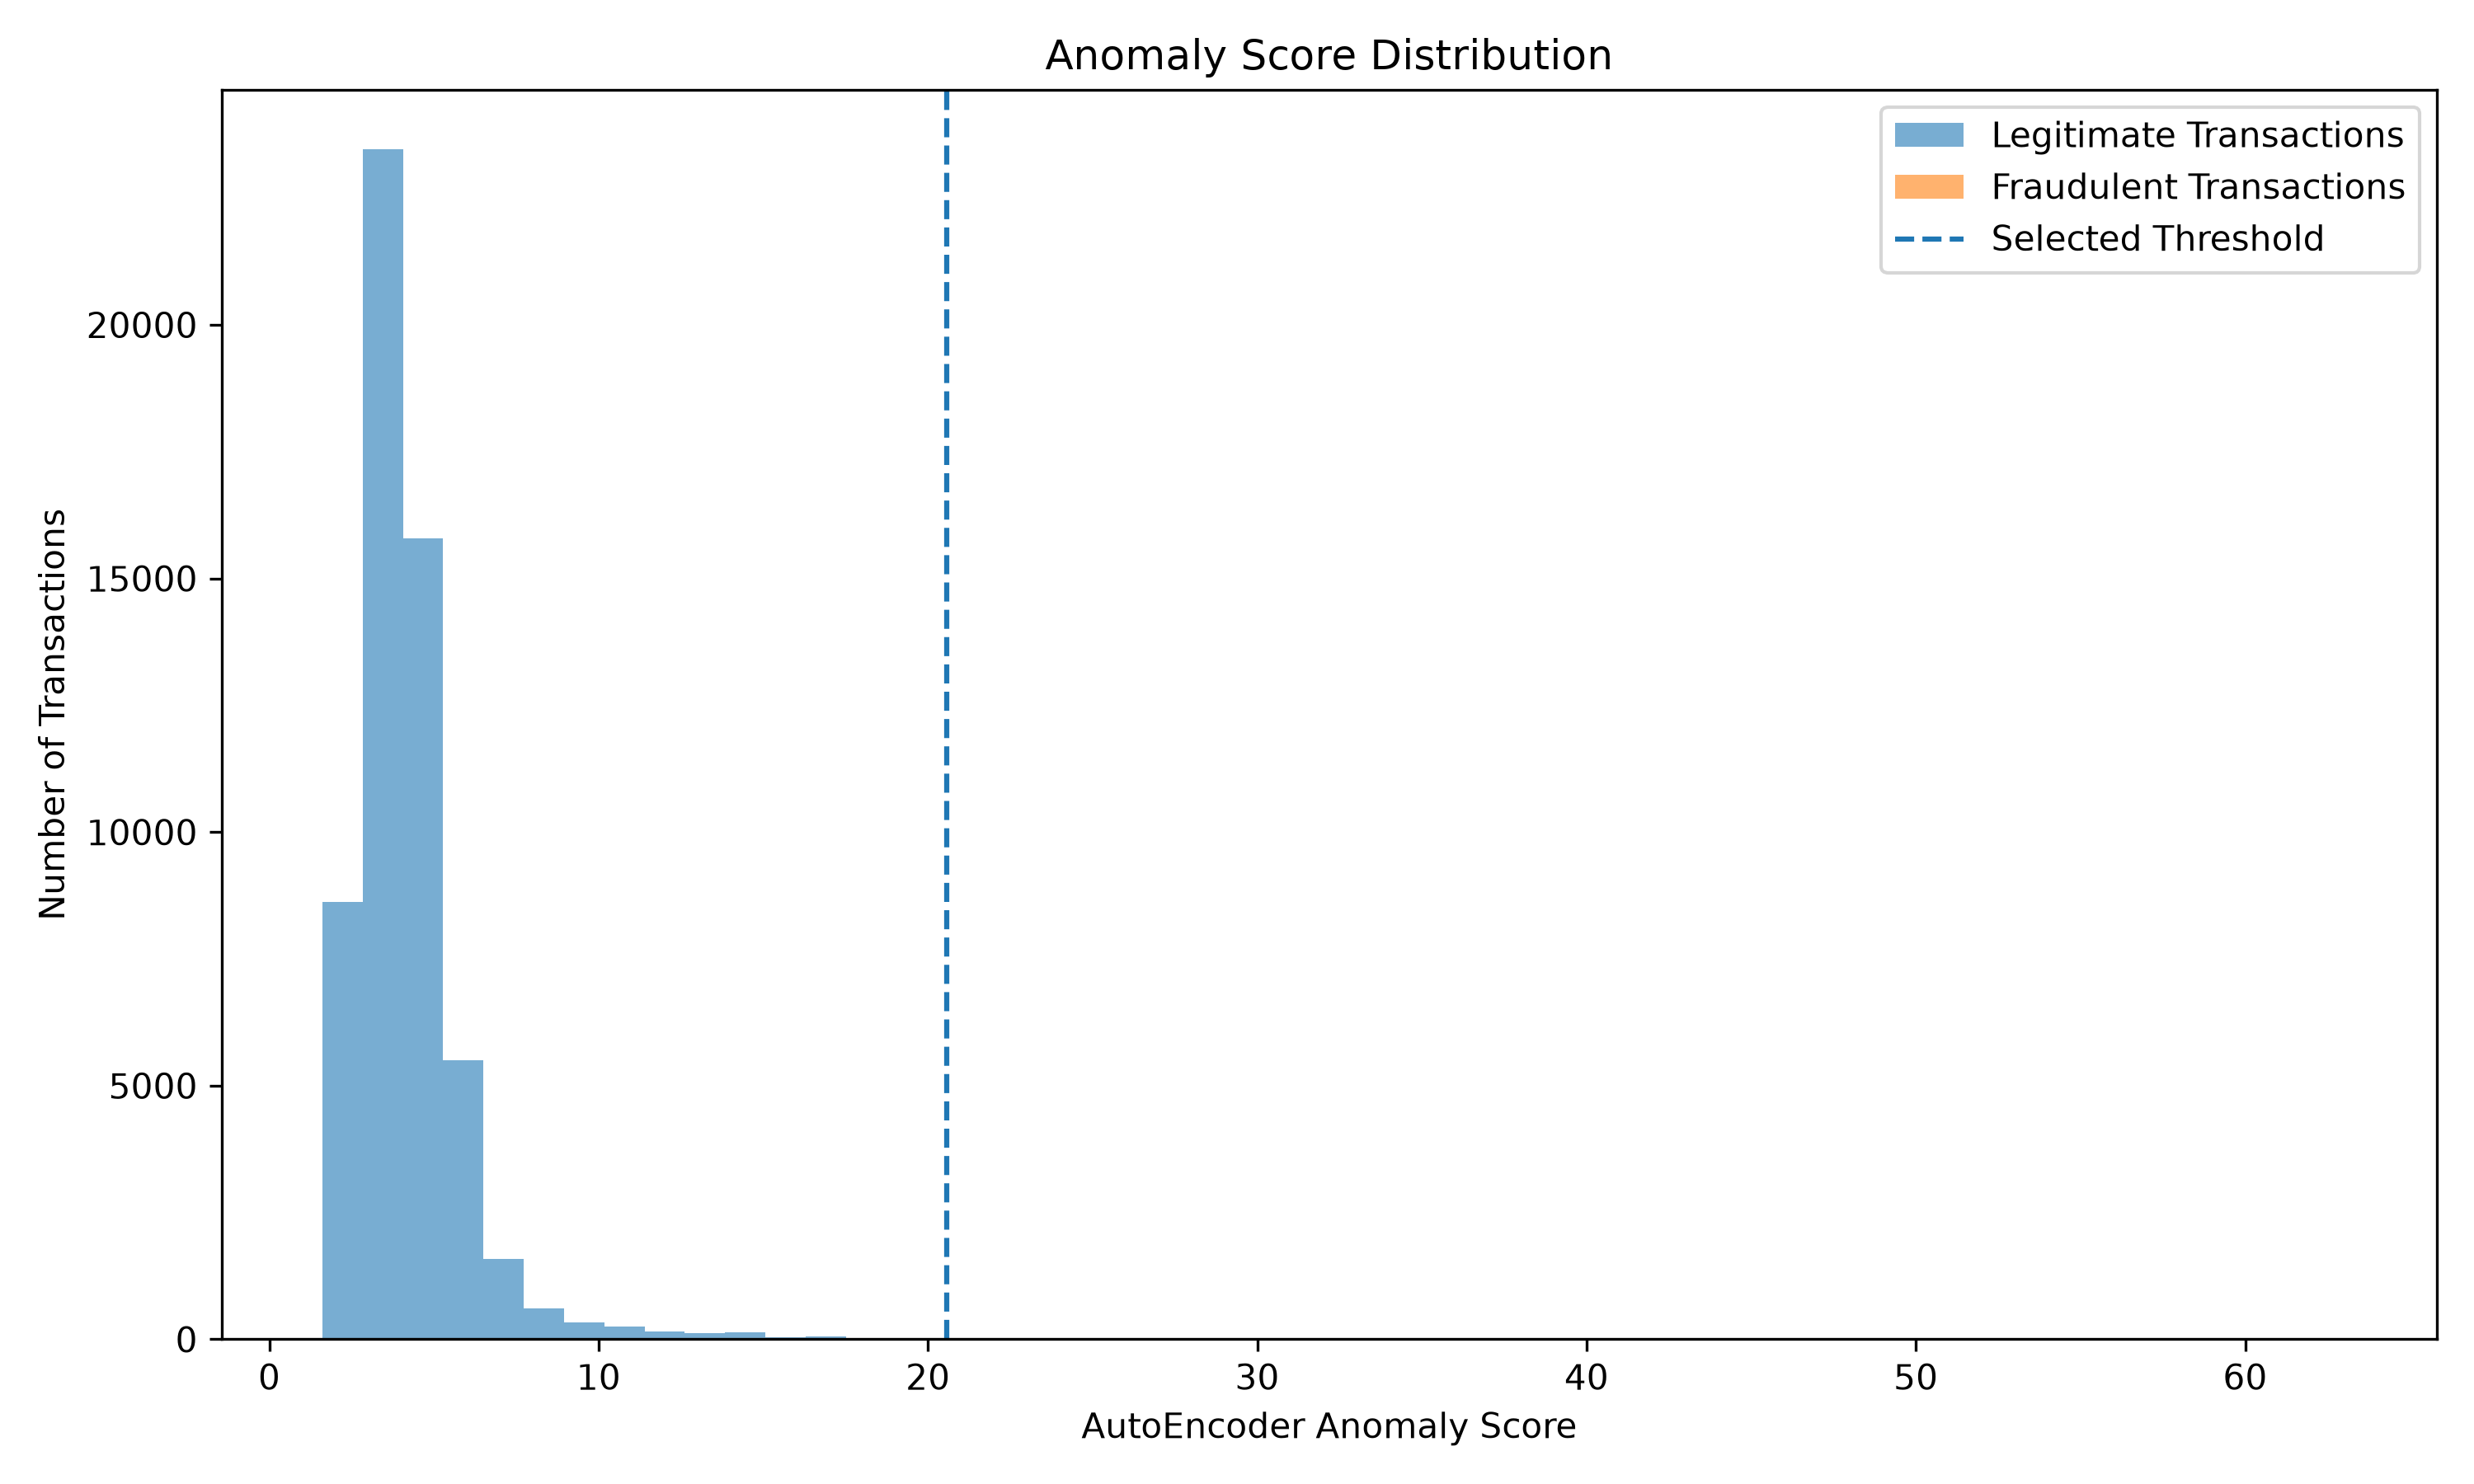 Anomaly Score Distribution
Legitimate Transactions
Fraudulent Transactions
Selected Threshold
Number of Transactions
20000
15000
10000
5000
0
0 10 20 30 40 50 60
AutoEncoder Anomaly Score